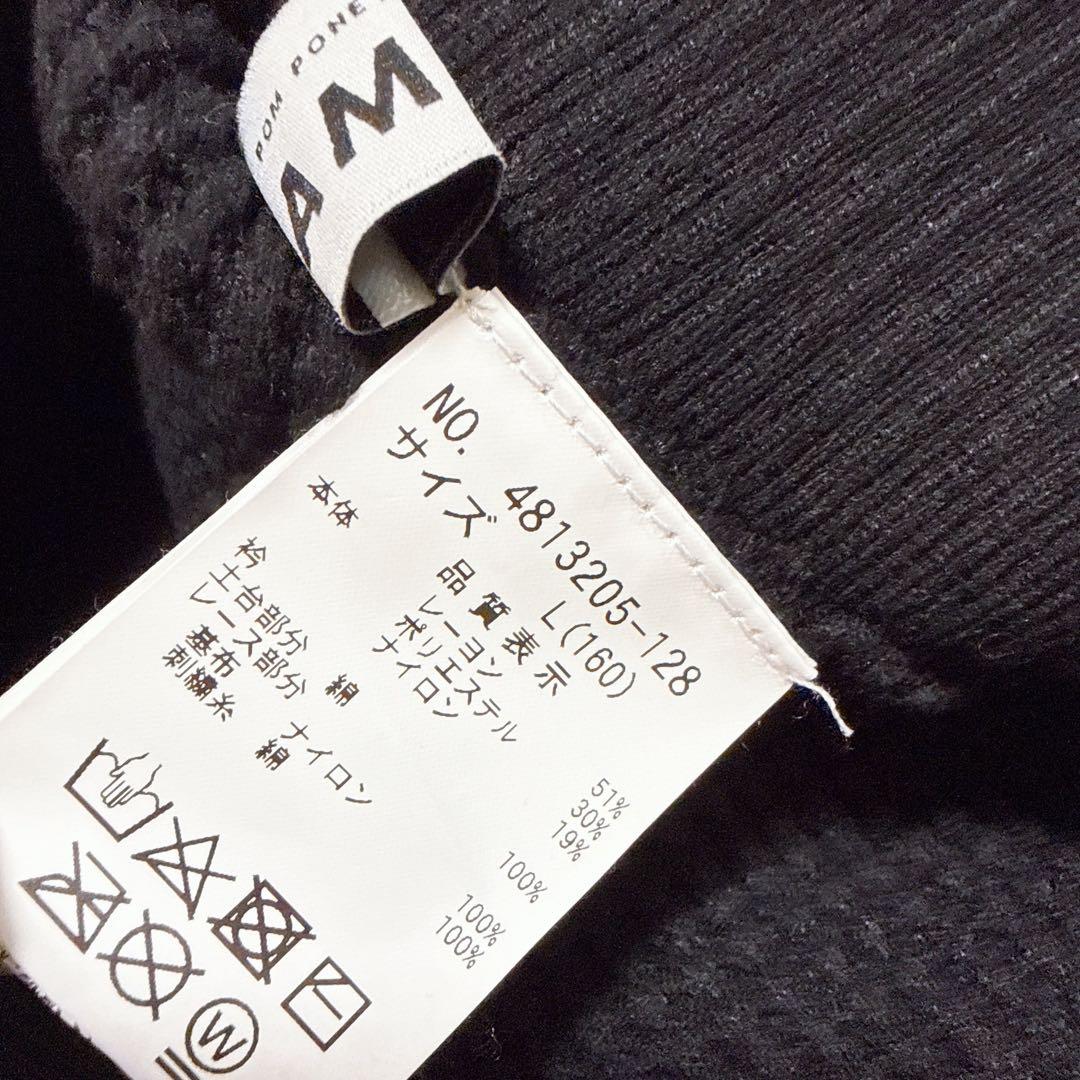 POM PONE
AM
NO. 4813205-128
サイズ L(160)
品質表示
本体 レーヨン 51%
ポリエステル 30%
ナイロン 19%
衿土台部分 綿 100%
レース部分
基布 ナイロン 100%
刺繍糸 綿 100%
W